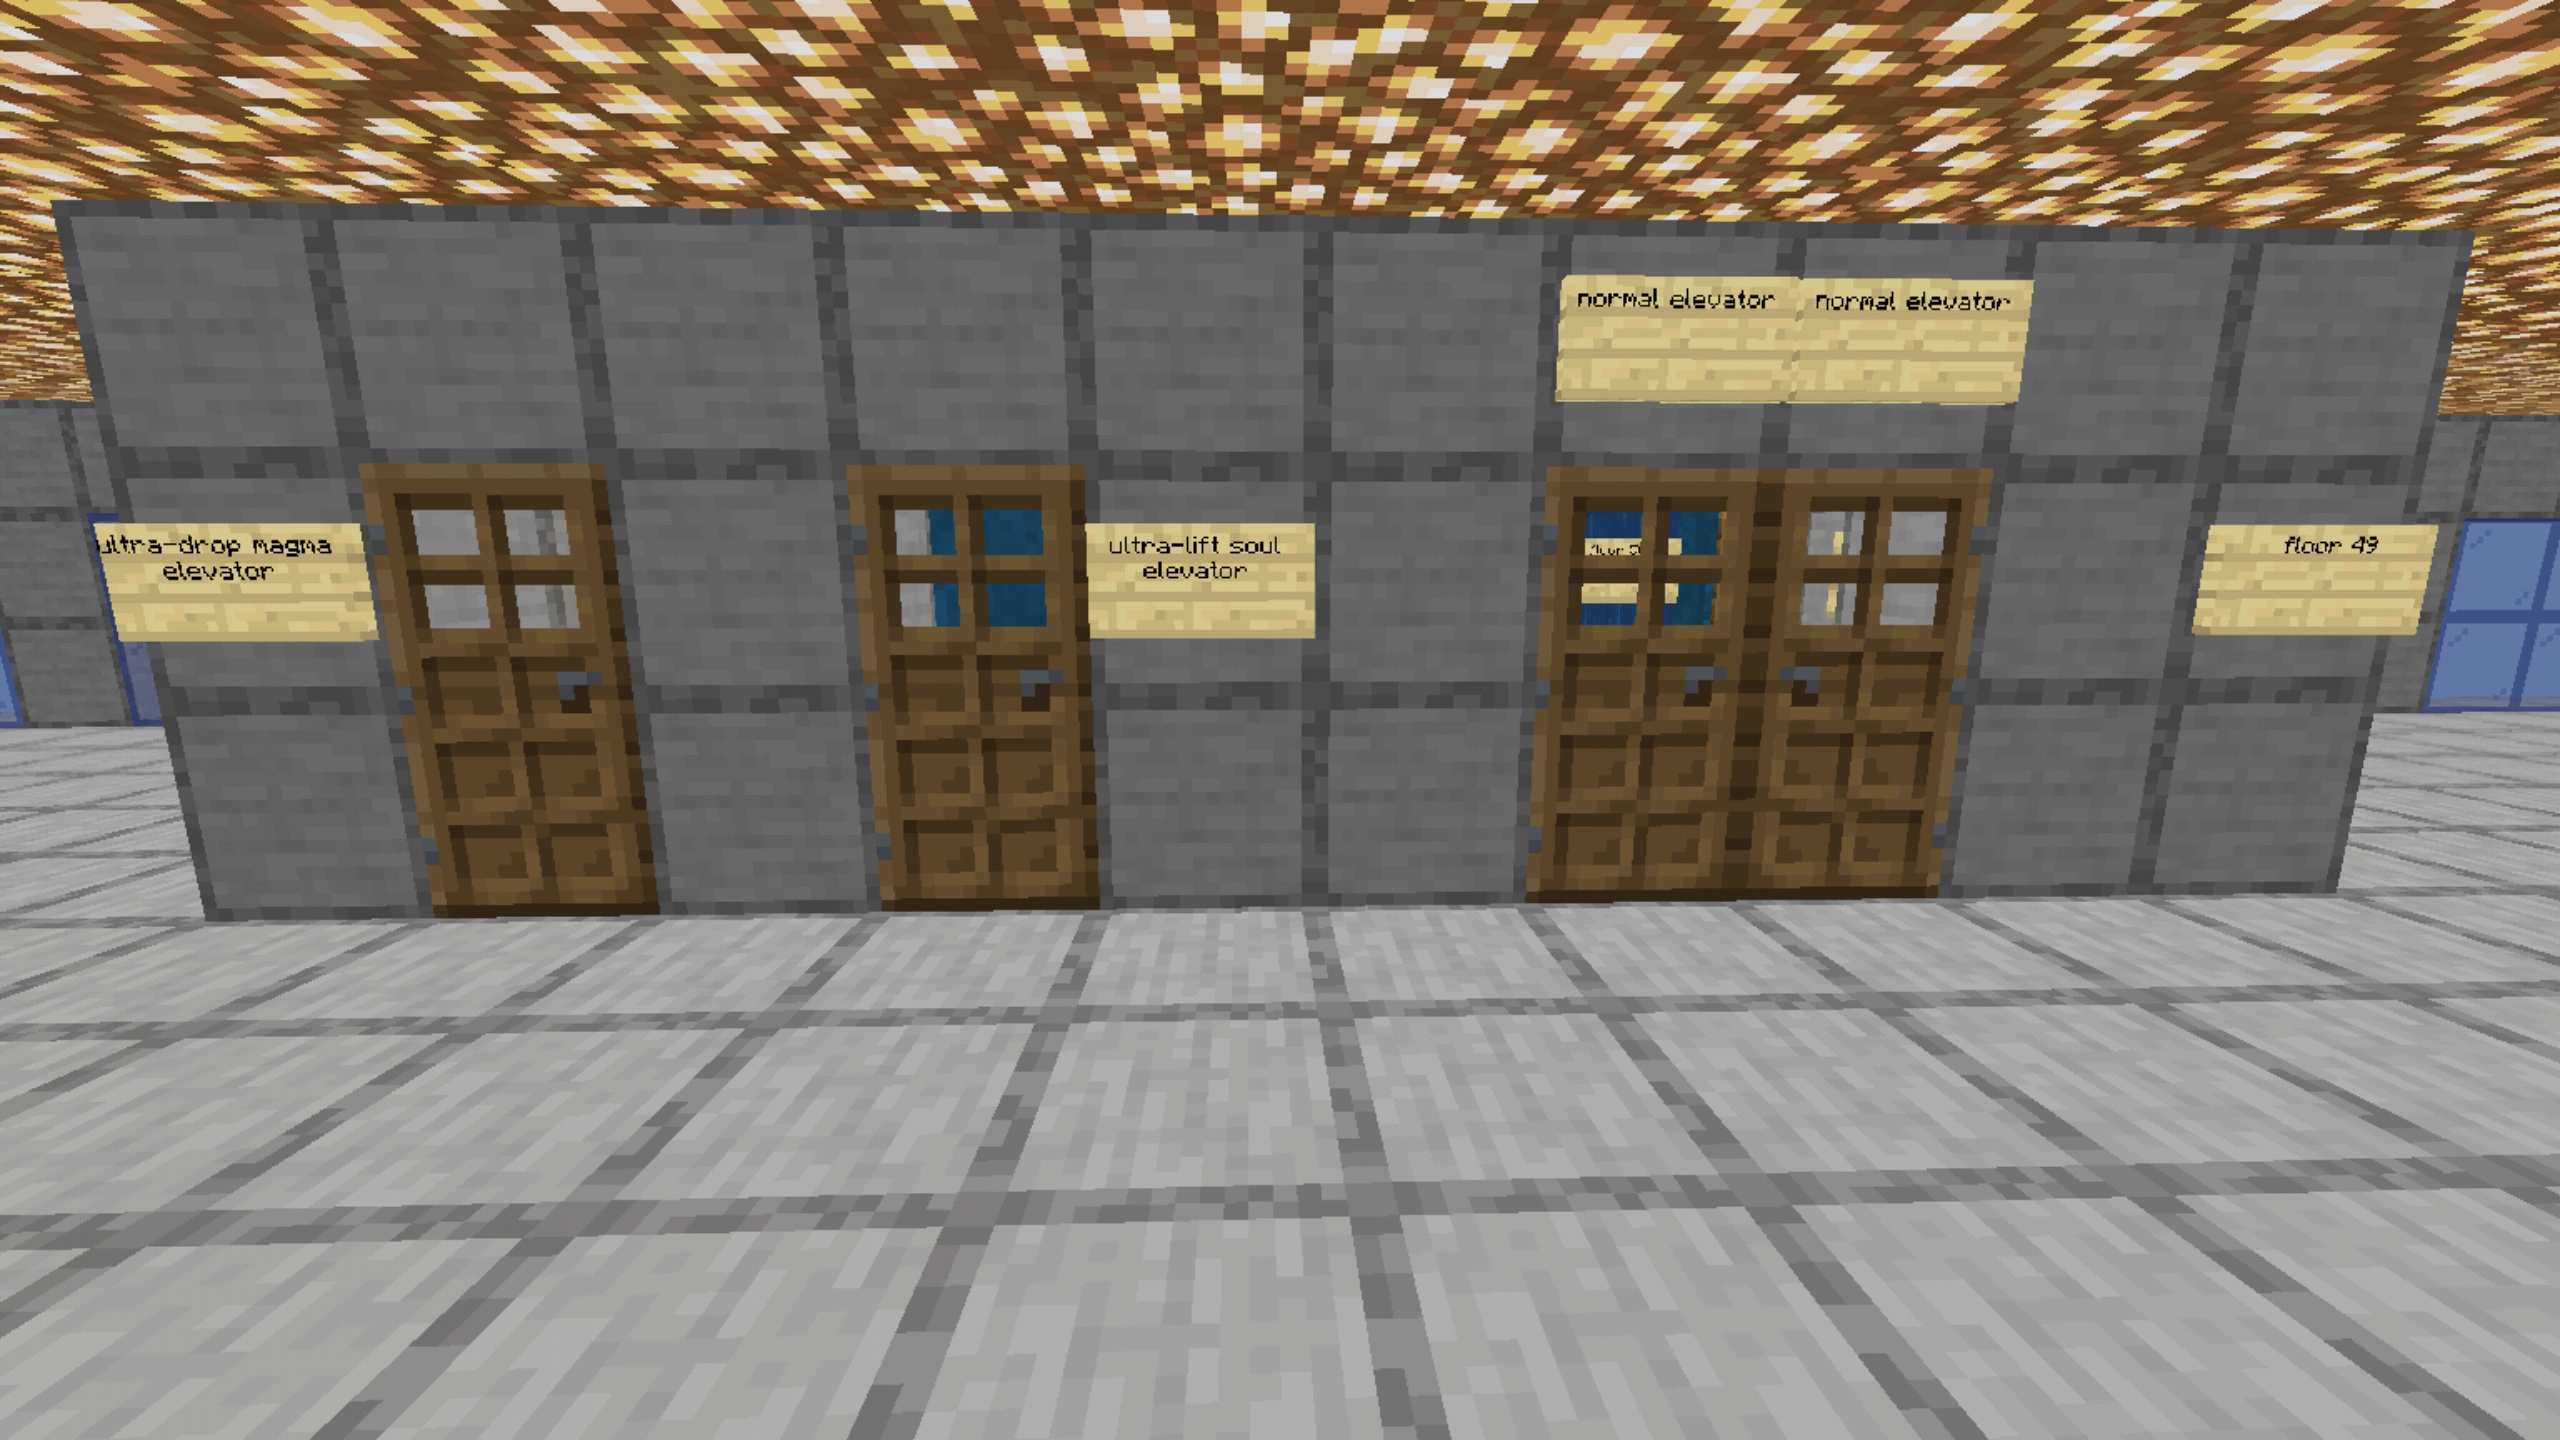 normal elevator
normal elevator
ultra-drop magma
elevator
ultra-lift soul
elevator
floor 49